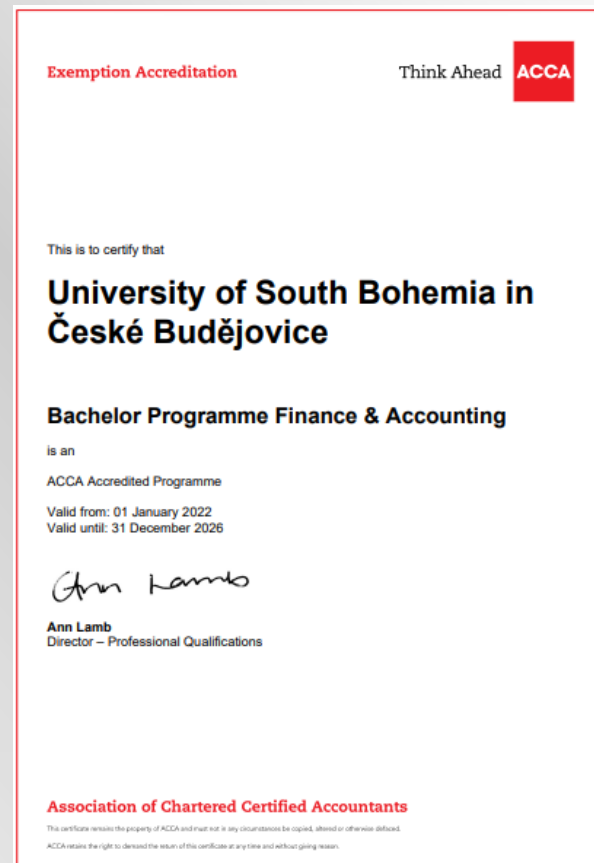 Exemption Accreditation
Think Ahead ACCA
This is to certify that
University of South Bohemia in
České Budějovice
Bachelor Programme Finance & Accounting
is an
ACCA Accredited Programme
Valid from: 01 January 2022
Valid until: 31 December 2026
Ann Lamb
Ann Lamb
Director – Professional Qualifications
Association of Chartered Certified Accountants
This certificate remains the property of ACCA and must not in any circumstances be copied, altered or otherwise defaced.
ACCA retains the right to demand the return of this certificate at any time and without giving reason.